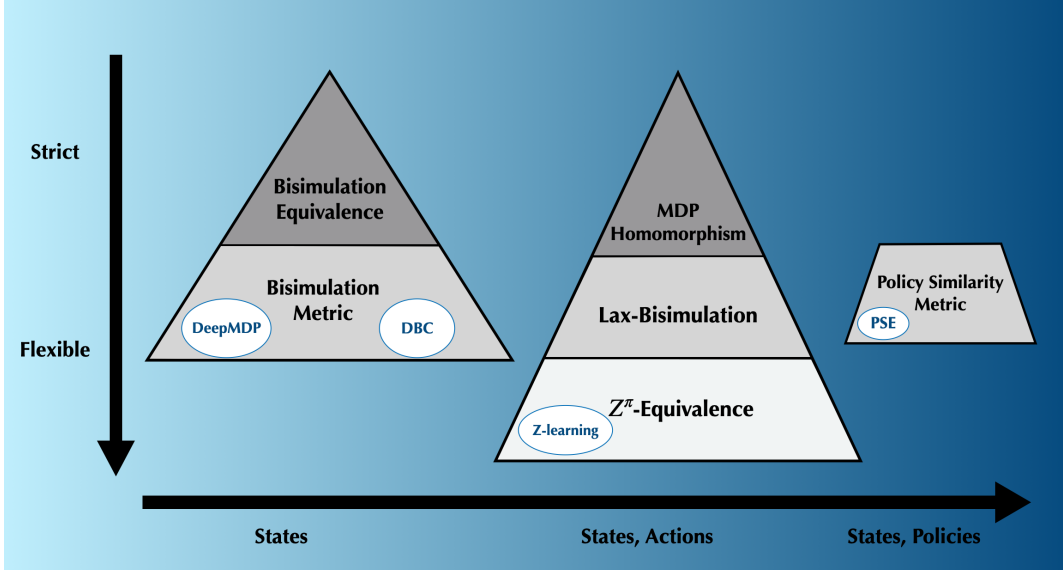 Strict
Flexible
Bisimulation
Equivalence
Bisimulation
Metric
DeepMDP
DBC
MDP
Homomorphism
Lax-Bisimulation
Z^π-Equivalence
Z-learning
Policy Similarity
Metric
PSE
States
States, Actions
States, Policies